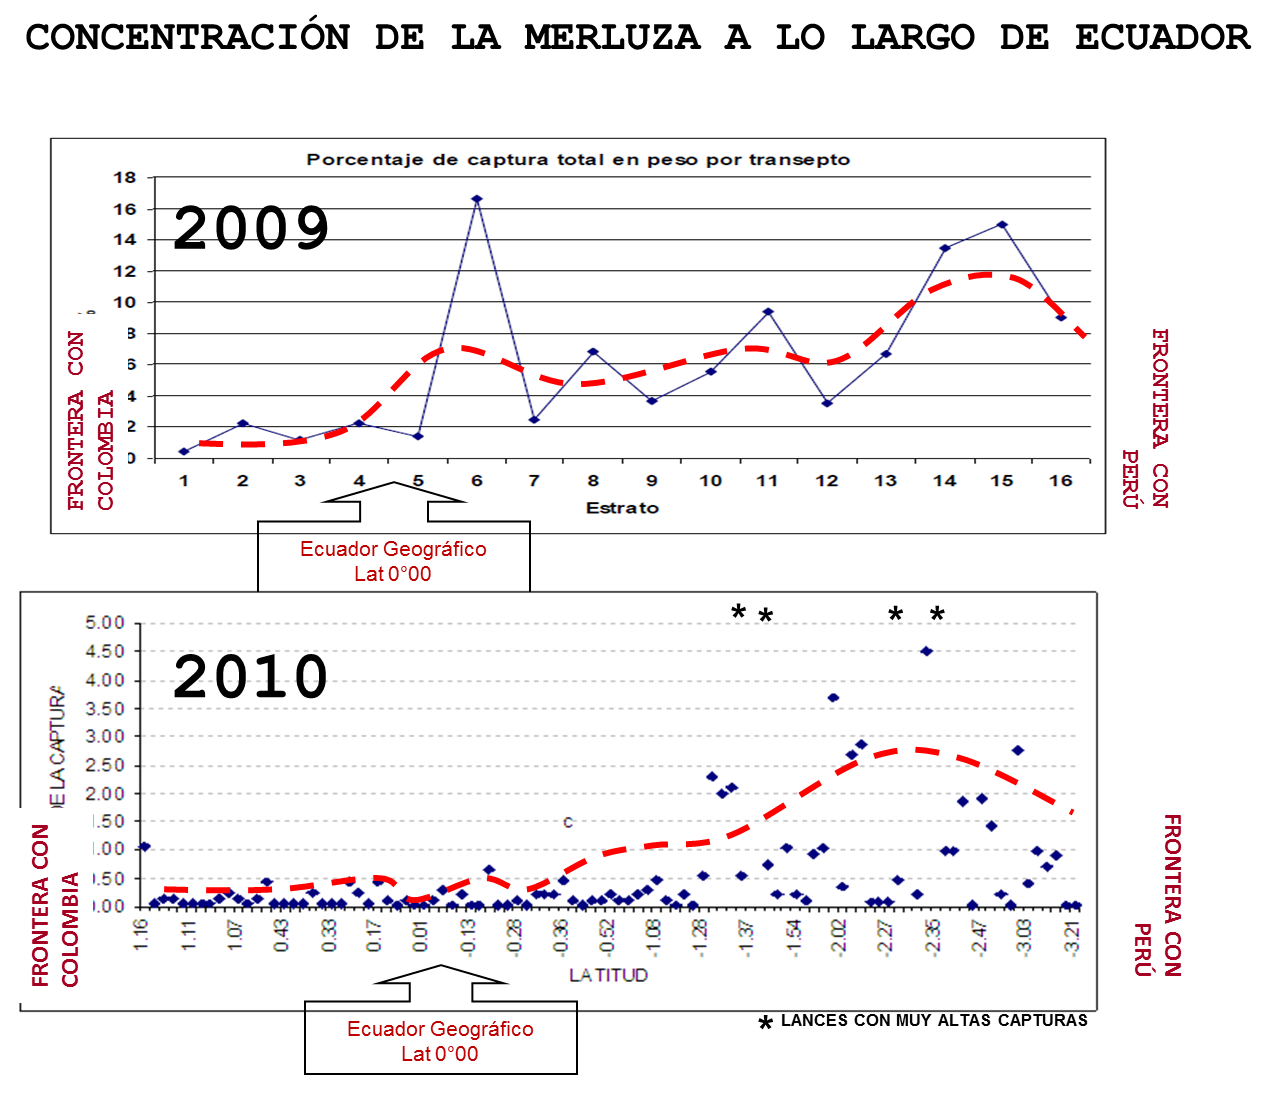 CONCENTRACIÓN DE LA MERLUZA A LO LARGO DE ECUADOR
Porcentaje de captura total en peso por transepto
2009
18
16
14
12
10
8
6
4
2
0
1 2 3 4 5 6 7 8 9 10 11 12 13 14 15 16
Estrato
FRONTERA CON
COLOMBIA
FRONTERA CON
PERÚ
Ecuador Geográfico
Lat 0°00
2010
5.00
4.50
4.00
3.50
3.00
2.50
2.00
1.50
1.00
0.50
0.00
DE LA CAPTURA
c
* * * *
1.16 1.11 1.07 0.43 0.33 0.17 0.01 -0.13 -0.28 -0.36 -0.52 -1.08 -1.28 -1.37 -1.54 -2.02 -2.27 -2.35 -2.47 -3.03 -3.21
LATITUD
FRONTERA CON
COLOMBIA
FRONTERA CON
PERÚ
Ecuador Geográfico
Lat 0°00
* LANCES CON MUY ALTAS CAPTURAS